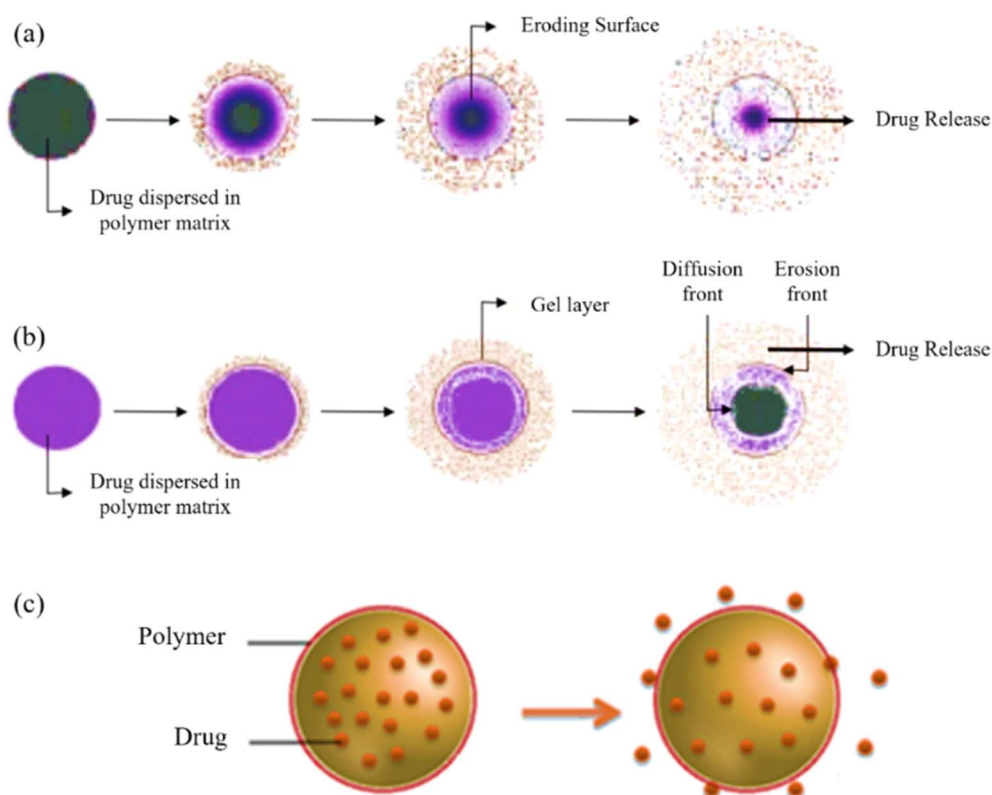 (a)
Eroding Surface
Drug Release
Drug dispersed in
polymer matrix
Diffusion
front
Erosion
front
(b)
Gel layer
Drug Release
Drug dispersed in
polymer matrix
(c)
Polymer
Drug